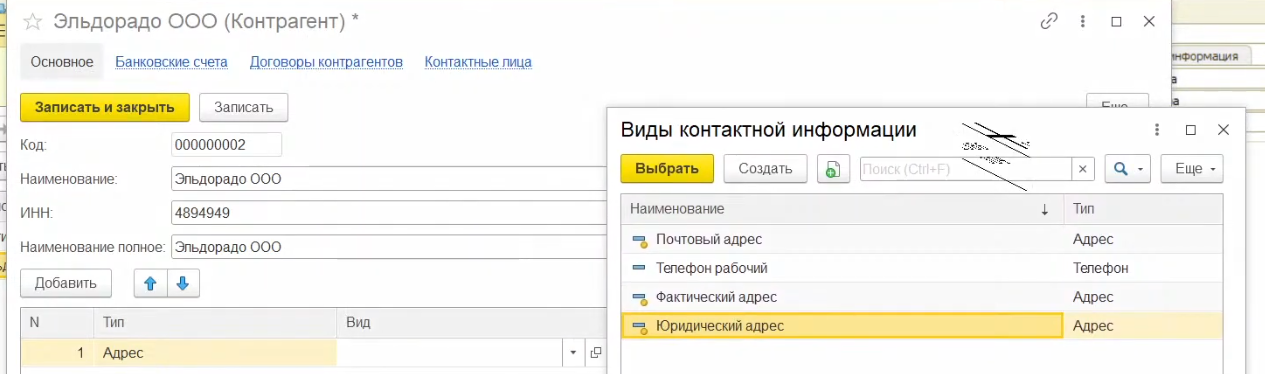 Эльдорадо ООО (Контрагент) *
Основное Банковские счета Договоры контрагентов Контактные лица
нформация
Записать и закрыть Записать
Код: 000000002
Наименование: Эльдорадо ООО
ИНН: 4894949
Наименование полное: Эльдорадо ООО
Добавить
N Тип Вид
1 Адрес
Виды контактной информации
Выбрать Создать Поиск (Ctrl+F) × Еще
Наименование ↓ Тип
Почтовый адрес Адрес
Телефон рабочий Телефон
Фактический адрес Адрес
Юридический адрес Адрес